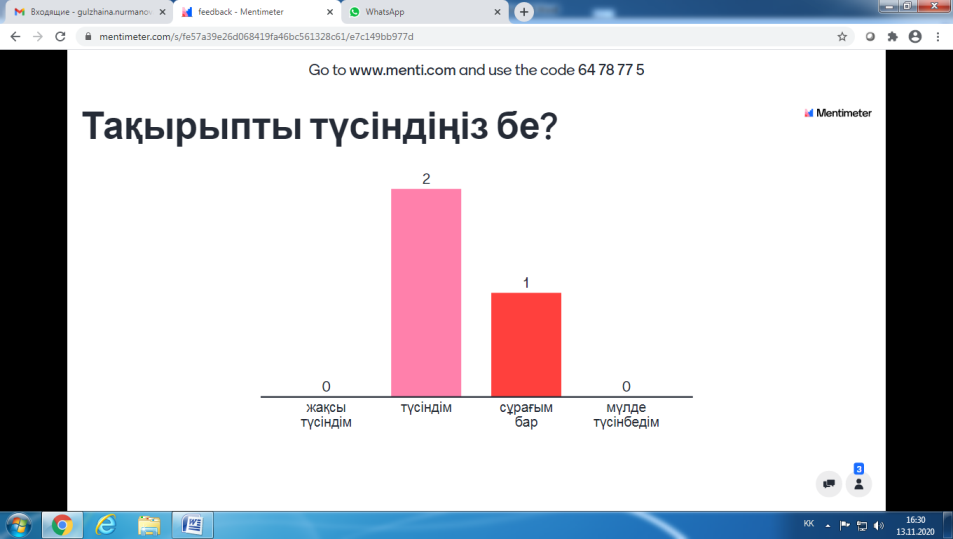 Входящие - gulzhaina.nurmanov
feedback - Mentimeter
WhatsApp
mentimeter.com/s/fe57a39e26d068419fa46bc561328c61/e7c149bb977d
Go to www.menti.com and use the code 64 78 77 5
Тақырыпты түсіндіңіз бе?
Mentimeter
2
1
0
0
жақсы
түсіндім
түсіндім
сұрағым
бар
мүлде
түсінбедім
3
KK
16:30
13.11.2020